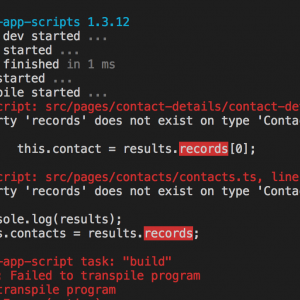 -app-scripts 1.3.12
dev started ...
started ...
finished in 1 ms
started ...
pile started ...
cript: src/pages/contact-details/contact-de
rty 'records' does not exist on type 'Conta
this.contact = results.records[0];
cript: src/pages/contacts/contacts.ts, line
rty 'records' does not exist on type 'Conta
sole.log(results);
s.contacts = results.records;
-app-script task: "build"
: Failed to transpile program
transpile program